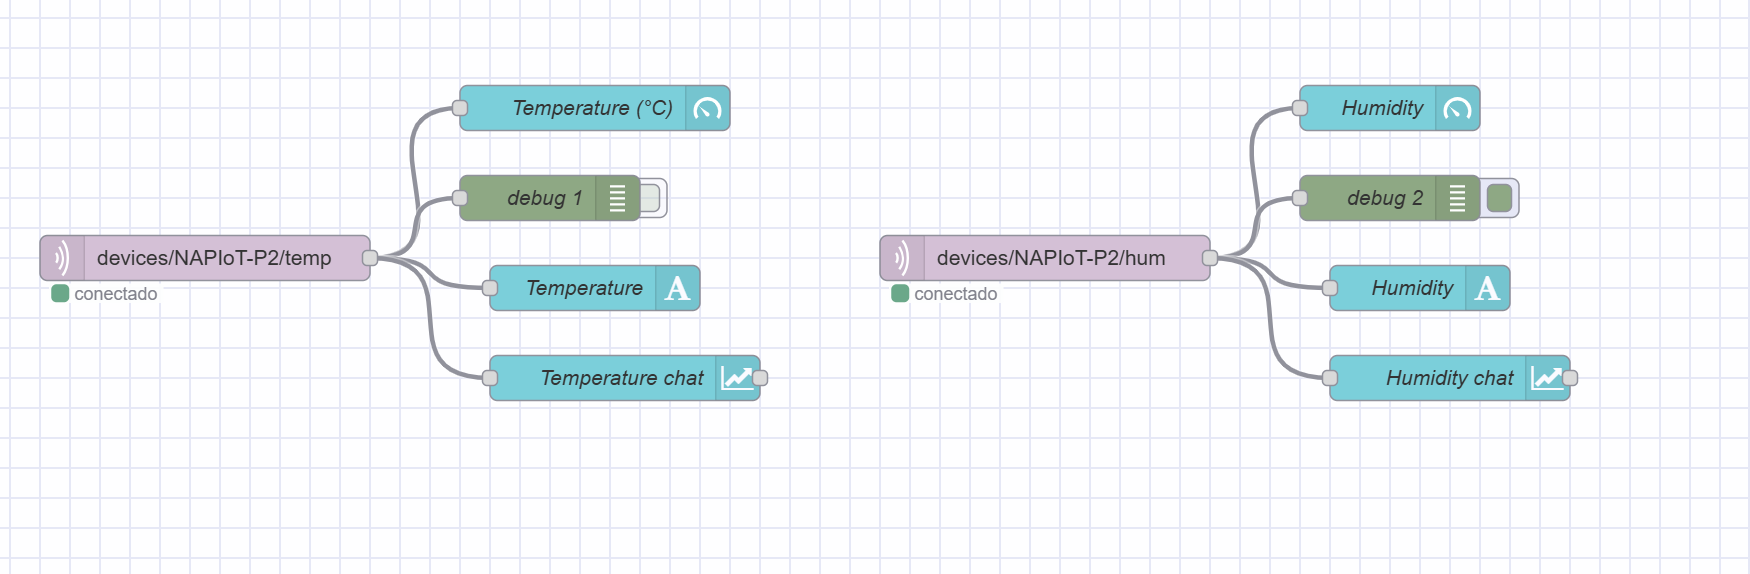 Temperature (°C)
debug 1
devices/NAPIoT-P2/temp
conectado
Temperature
Temperature chat
Humidity
debug 2
devices/NAPIoT-P2/hum
conectado
Humidity
Humidity chat